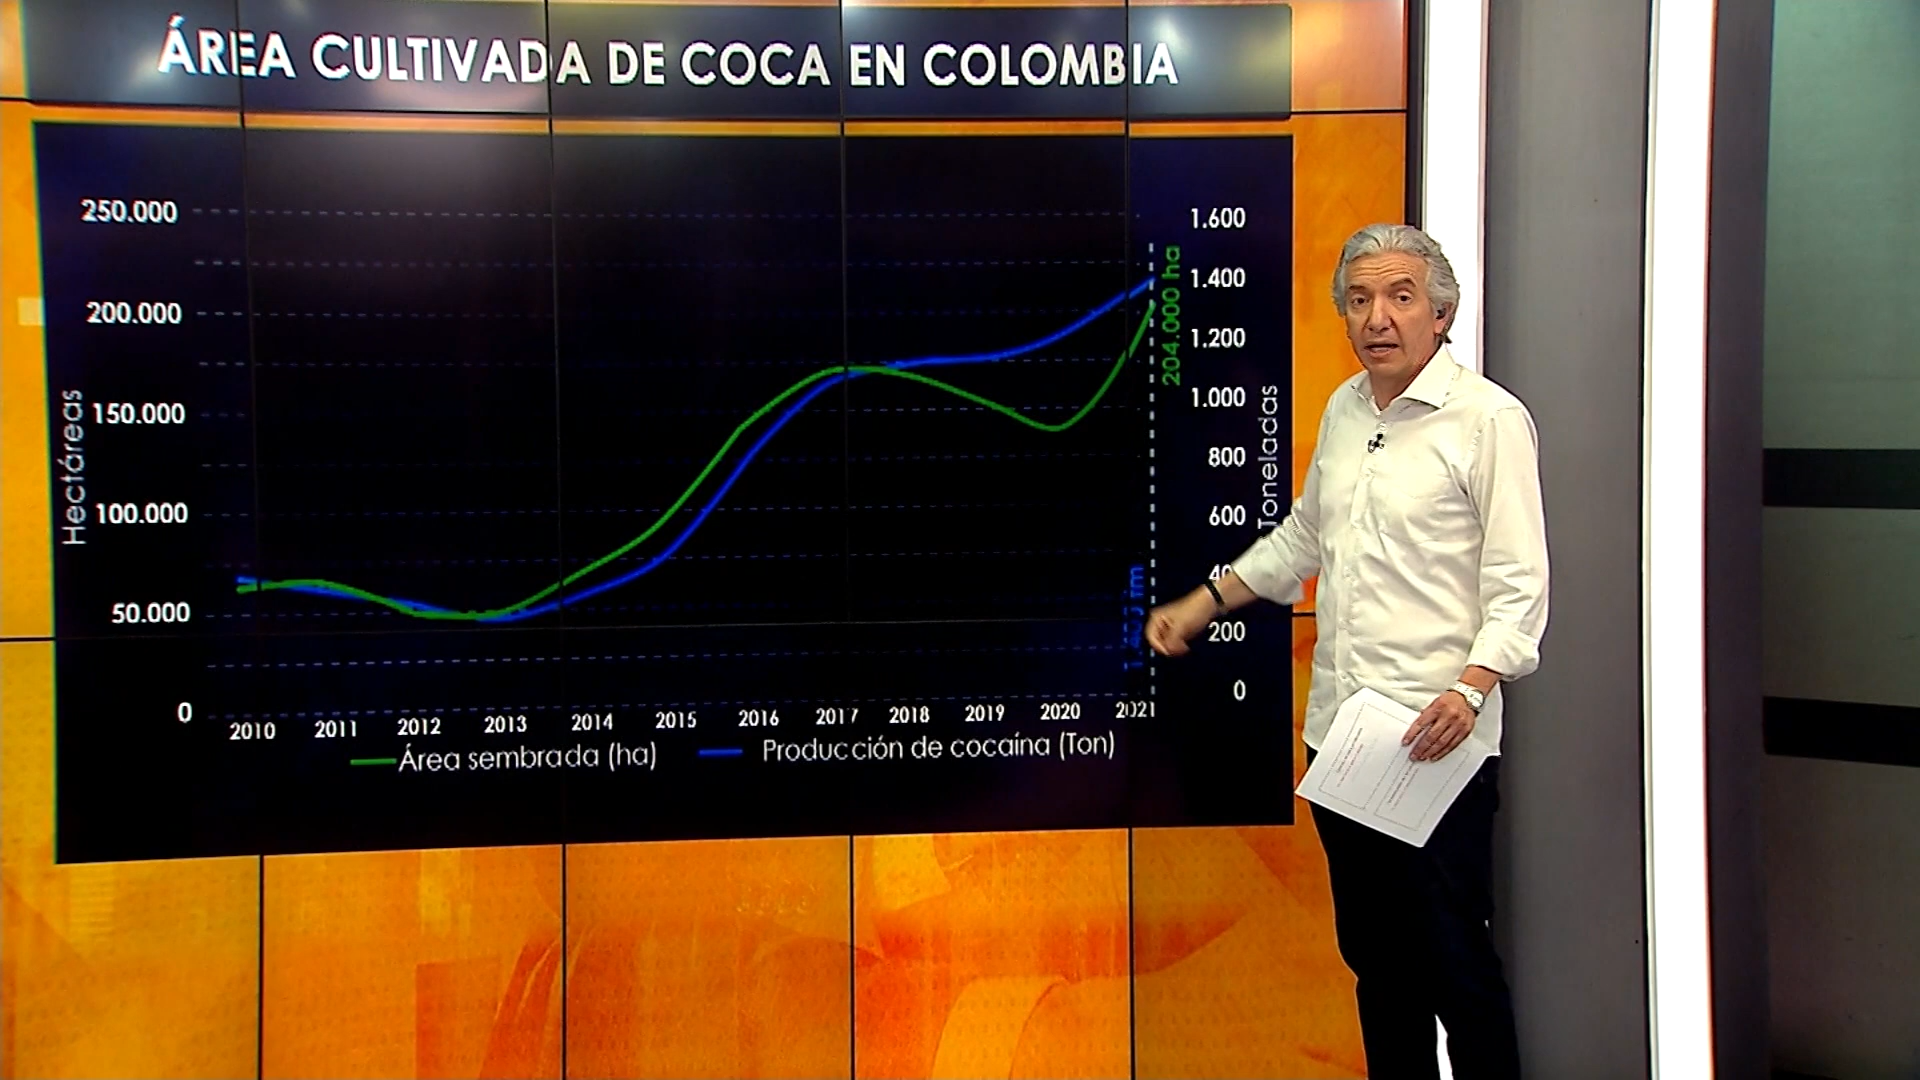 ÁREA CULTIVADA DE COCA EN COLOMBIA
250.000
200.000
150.000
100.000
50.000
0
Hectáreas
1.600
1.400
1.200
1.000
800
600
40
200
0
Toneladas
204.000 ha
2010 2011 2012 2013 2014 2015 2016 2017 2018 2019 2020 2021
Área sembrada (ha) Producción de cocaína (Ton)